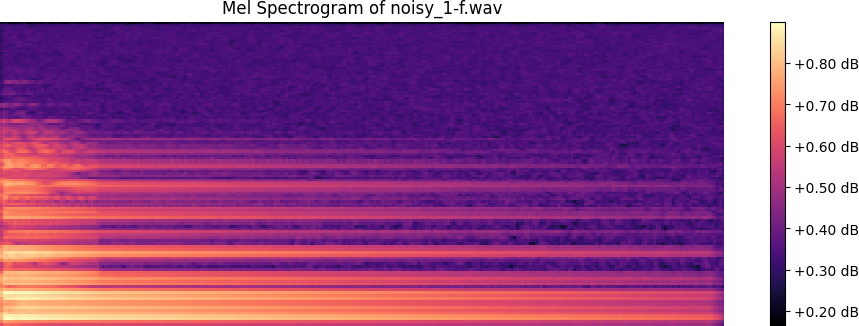 Mel Spectrogram of noisy_1-f.wav
+0.80 dB
+0.70 dB
+0.60 dB
+0.50 dB
+0.40 dB
+0.30 dB
+0.20 dB